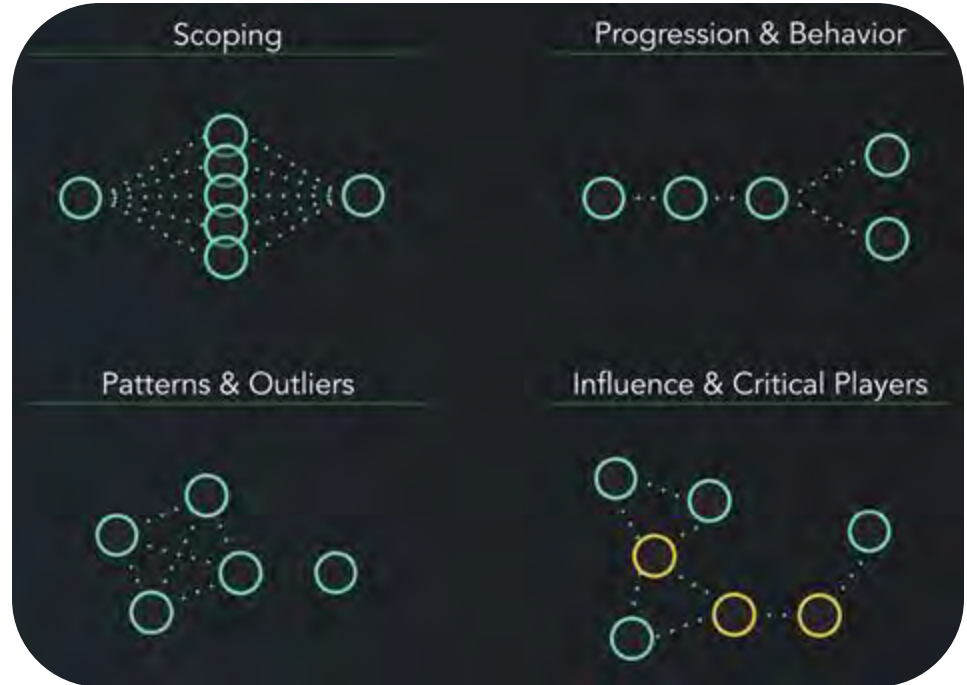 Scoping
Progression & Behavior
Patterns & Outliers
Influence & Critical Players